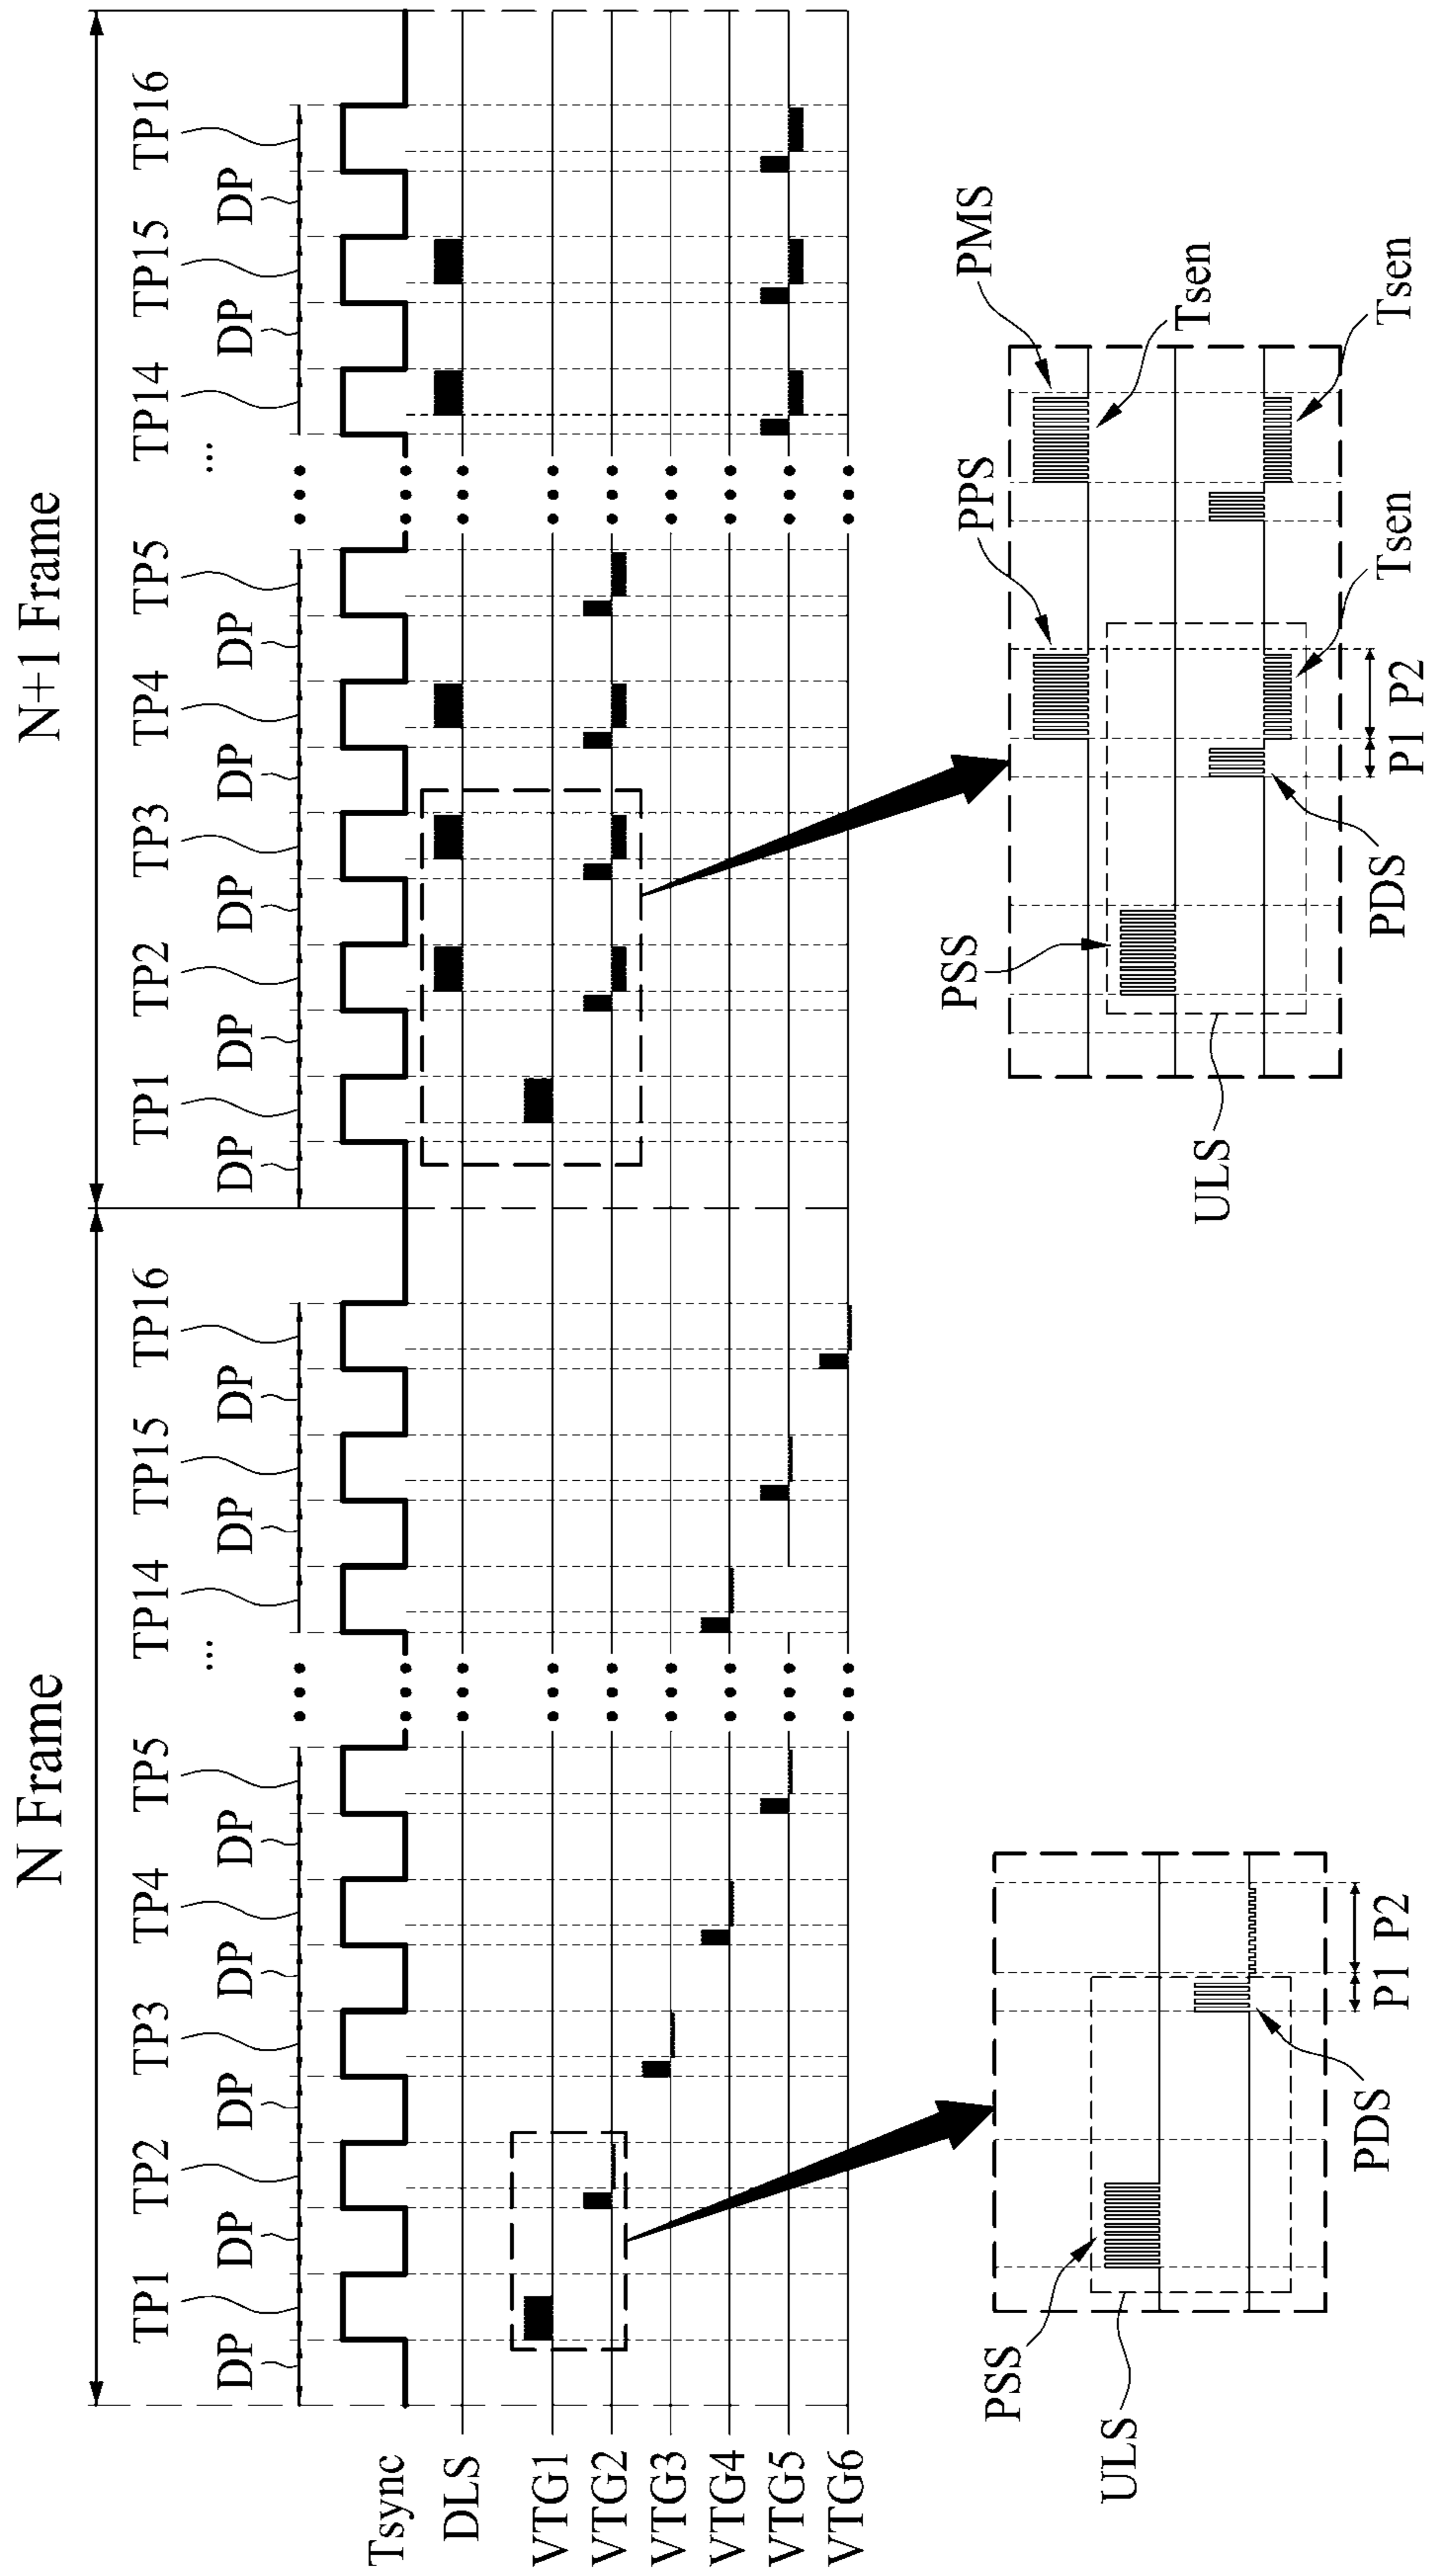 N Frame
N+1 Frame
TP1
TP2
TP3
TP4
TP5
...
TP14
TP15
TP16
TP1
TP2
TP3
TP4
TP5
...
TP14
TP15
TP16
DP
DP
DP
DP
DP
DP
DP
DP
DP
DP
DP
DP
DP
DP
Tsync
DLS
VTG1
VTG2
VTG3
VTG4
VTG5
VTG6
PSS
ULS
PDS
P1
P2
PSS
PPS
PMS
Tsen
ULS
PDS
P1
P2
Tsen
Tsen